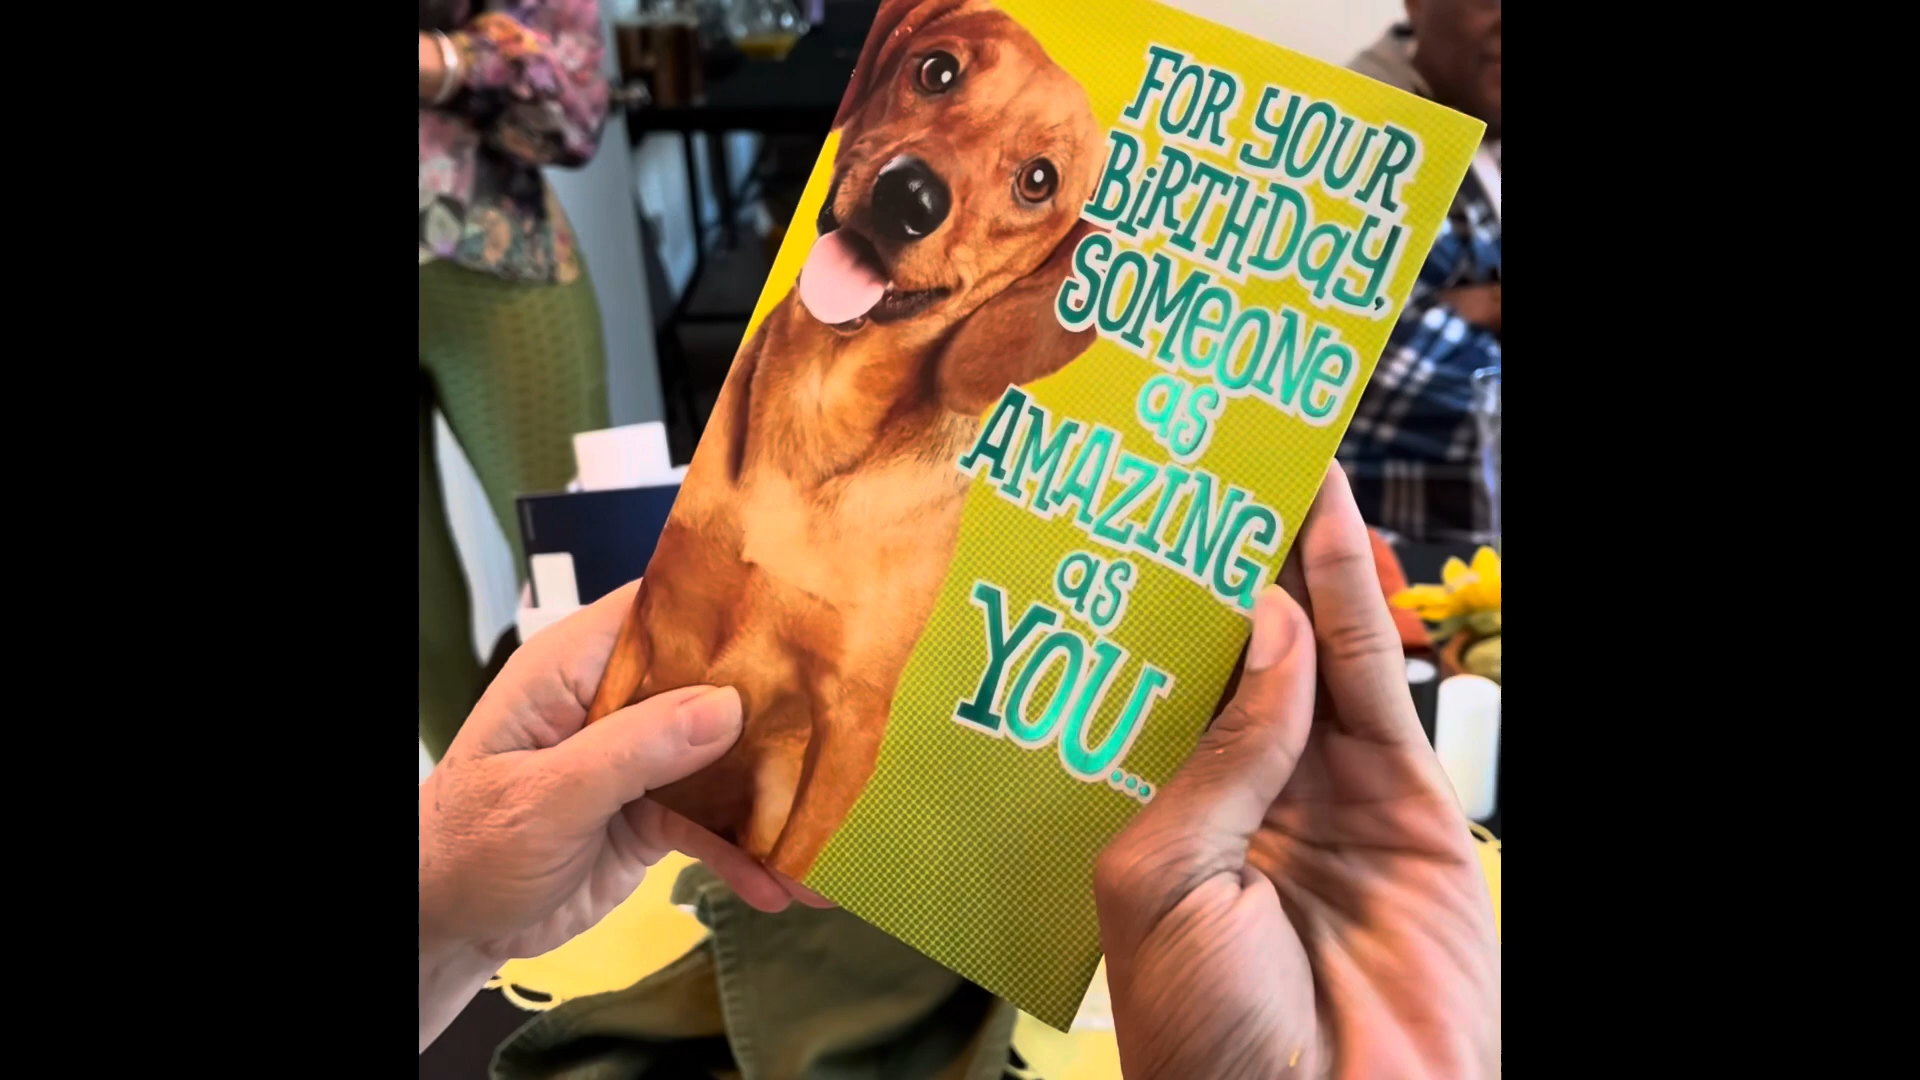 FOR YOUR
BiRTHDaY,
SOMeONe
as
AMAZING
as
YOU...